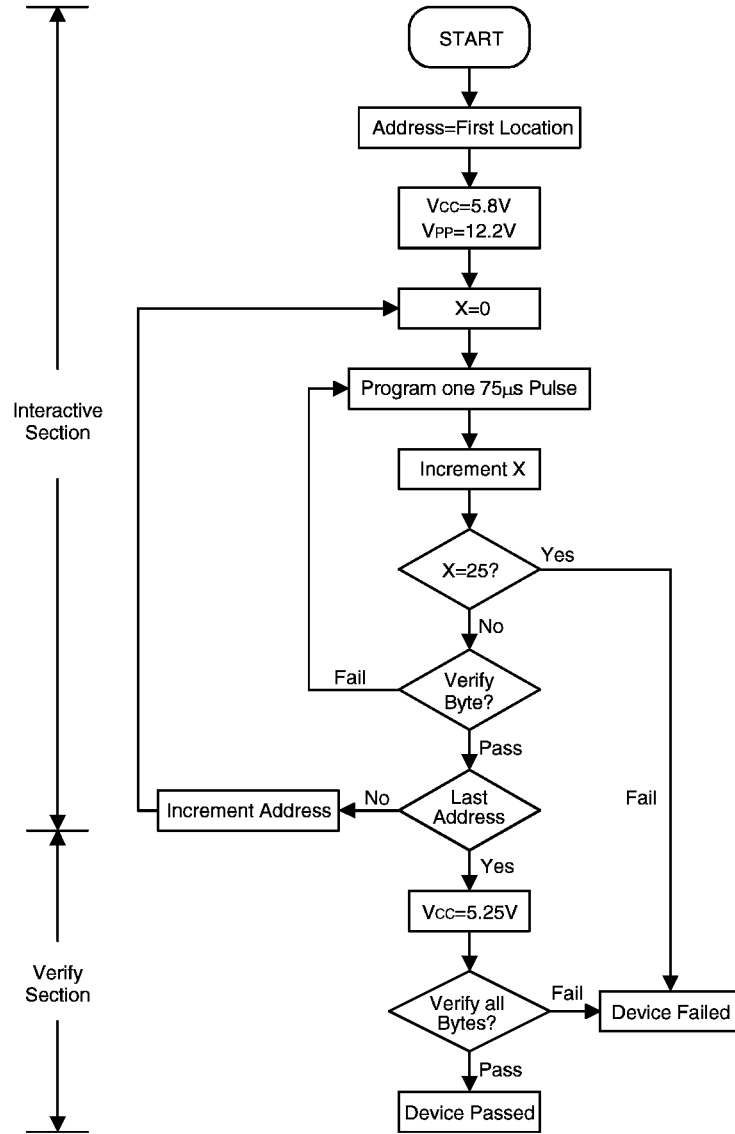 START
Address=First Location
VCC=5.8V
VPP=12.2V
X=0
Program one 75μs Pulse
Interactive
Section
Increment X
X=25?
Yes
No
Verify
Byte?
Fail
Pass
Last
Address
No
Increment Address
Fail
Yes
VCC=5.25V
Verify
Section
Verify all
Bytes?
Fail
Device Failed
Pass
Device Passed